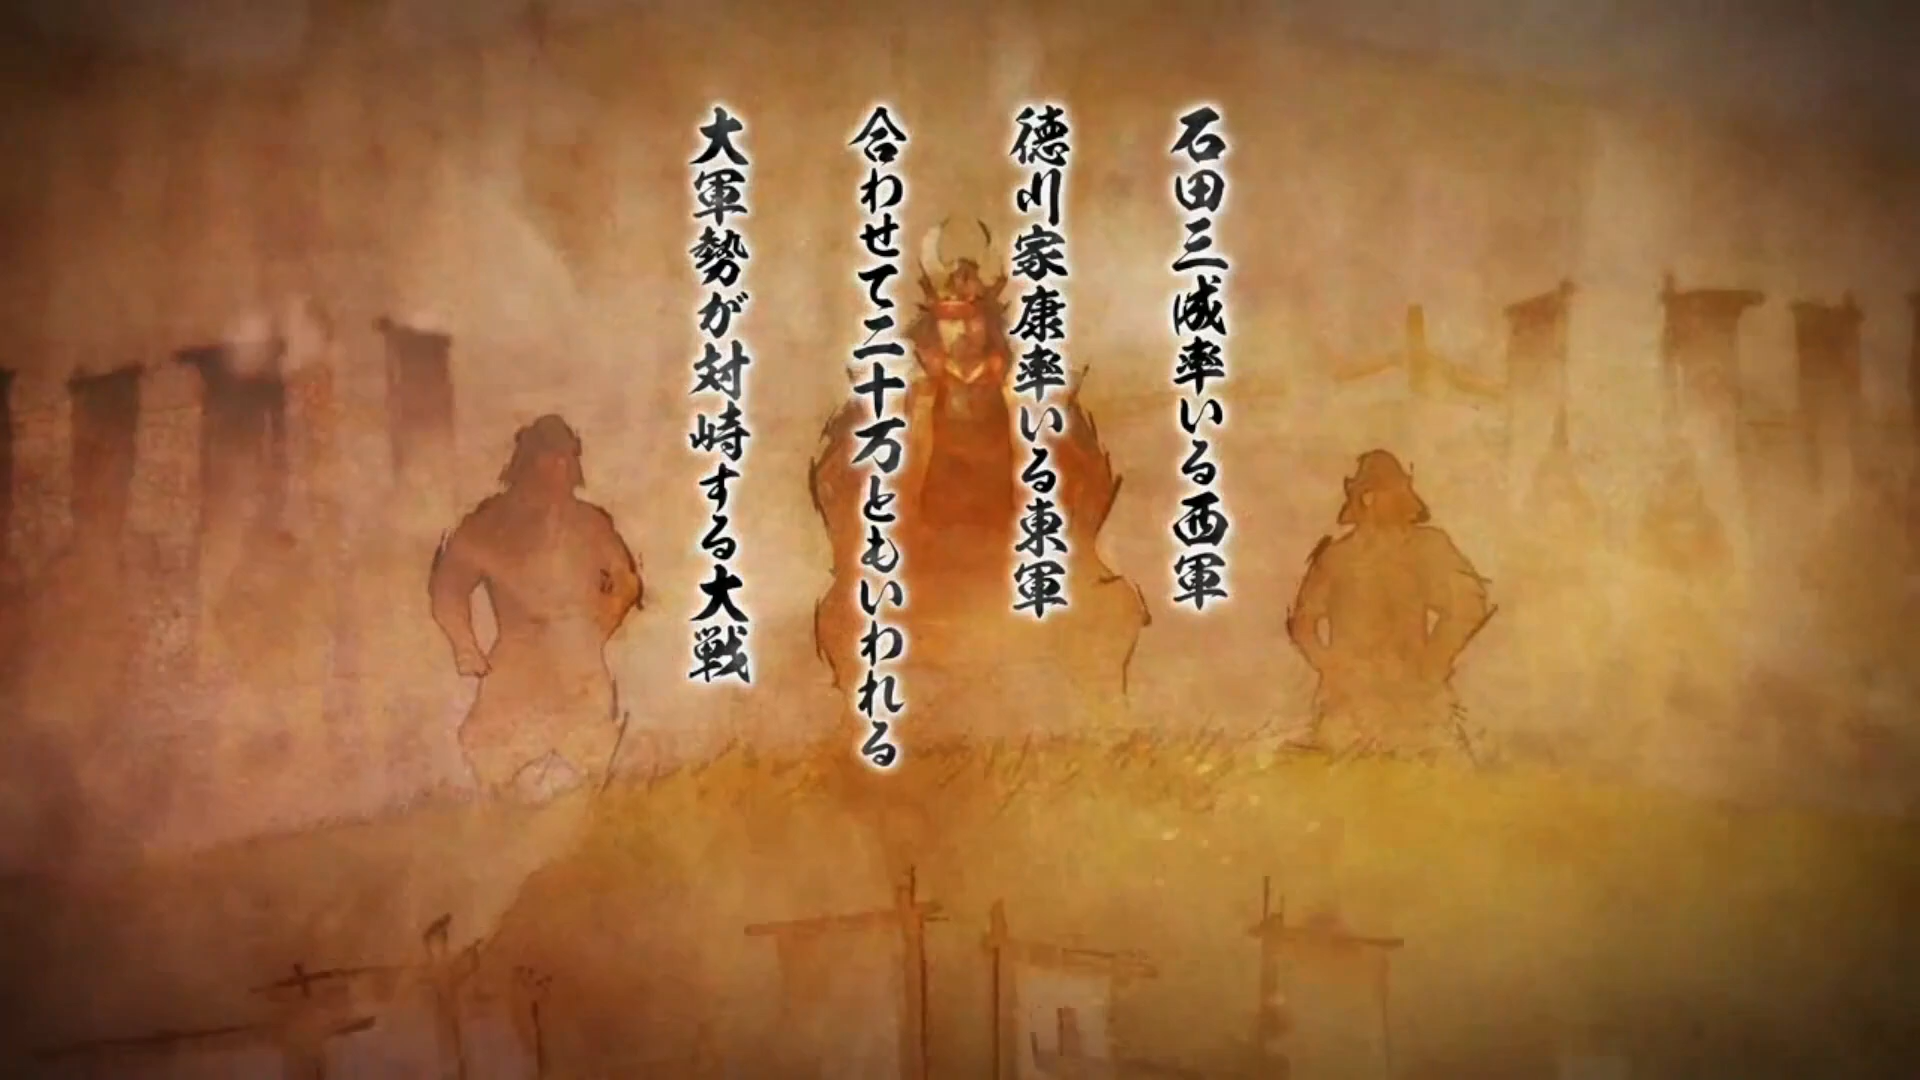 石田三成率いる西軍
徳川家康率いる東軍
合わせて二十万ともいわれる
大軍勢が対峙する大戦